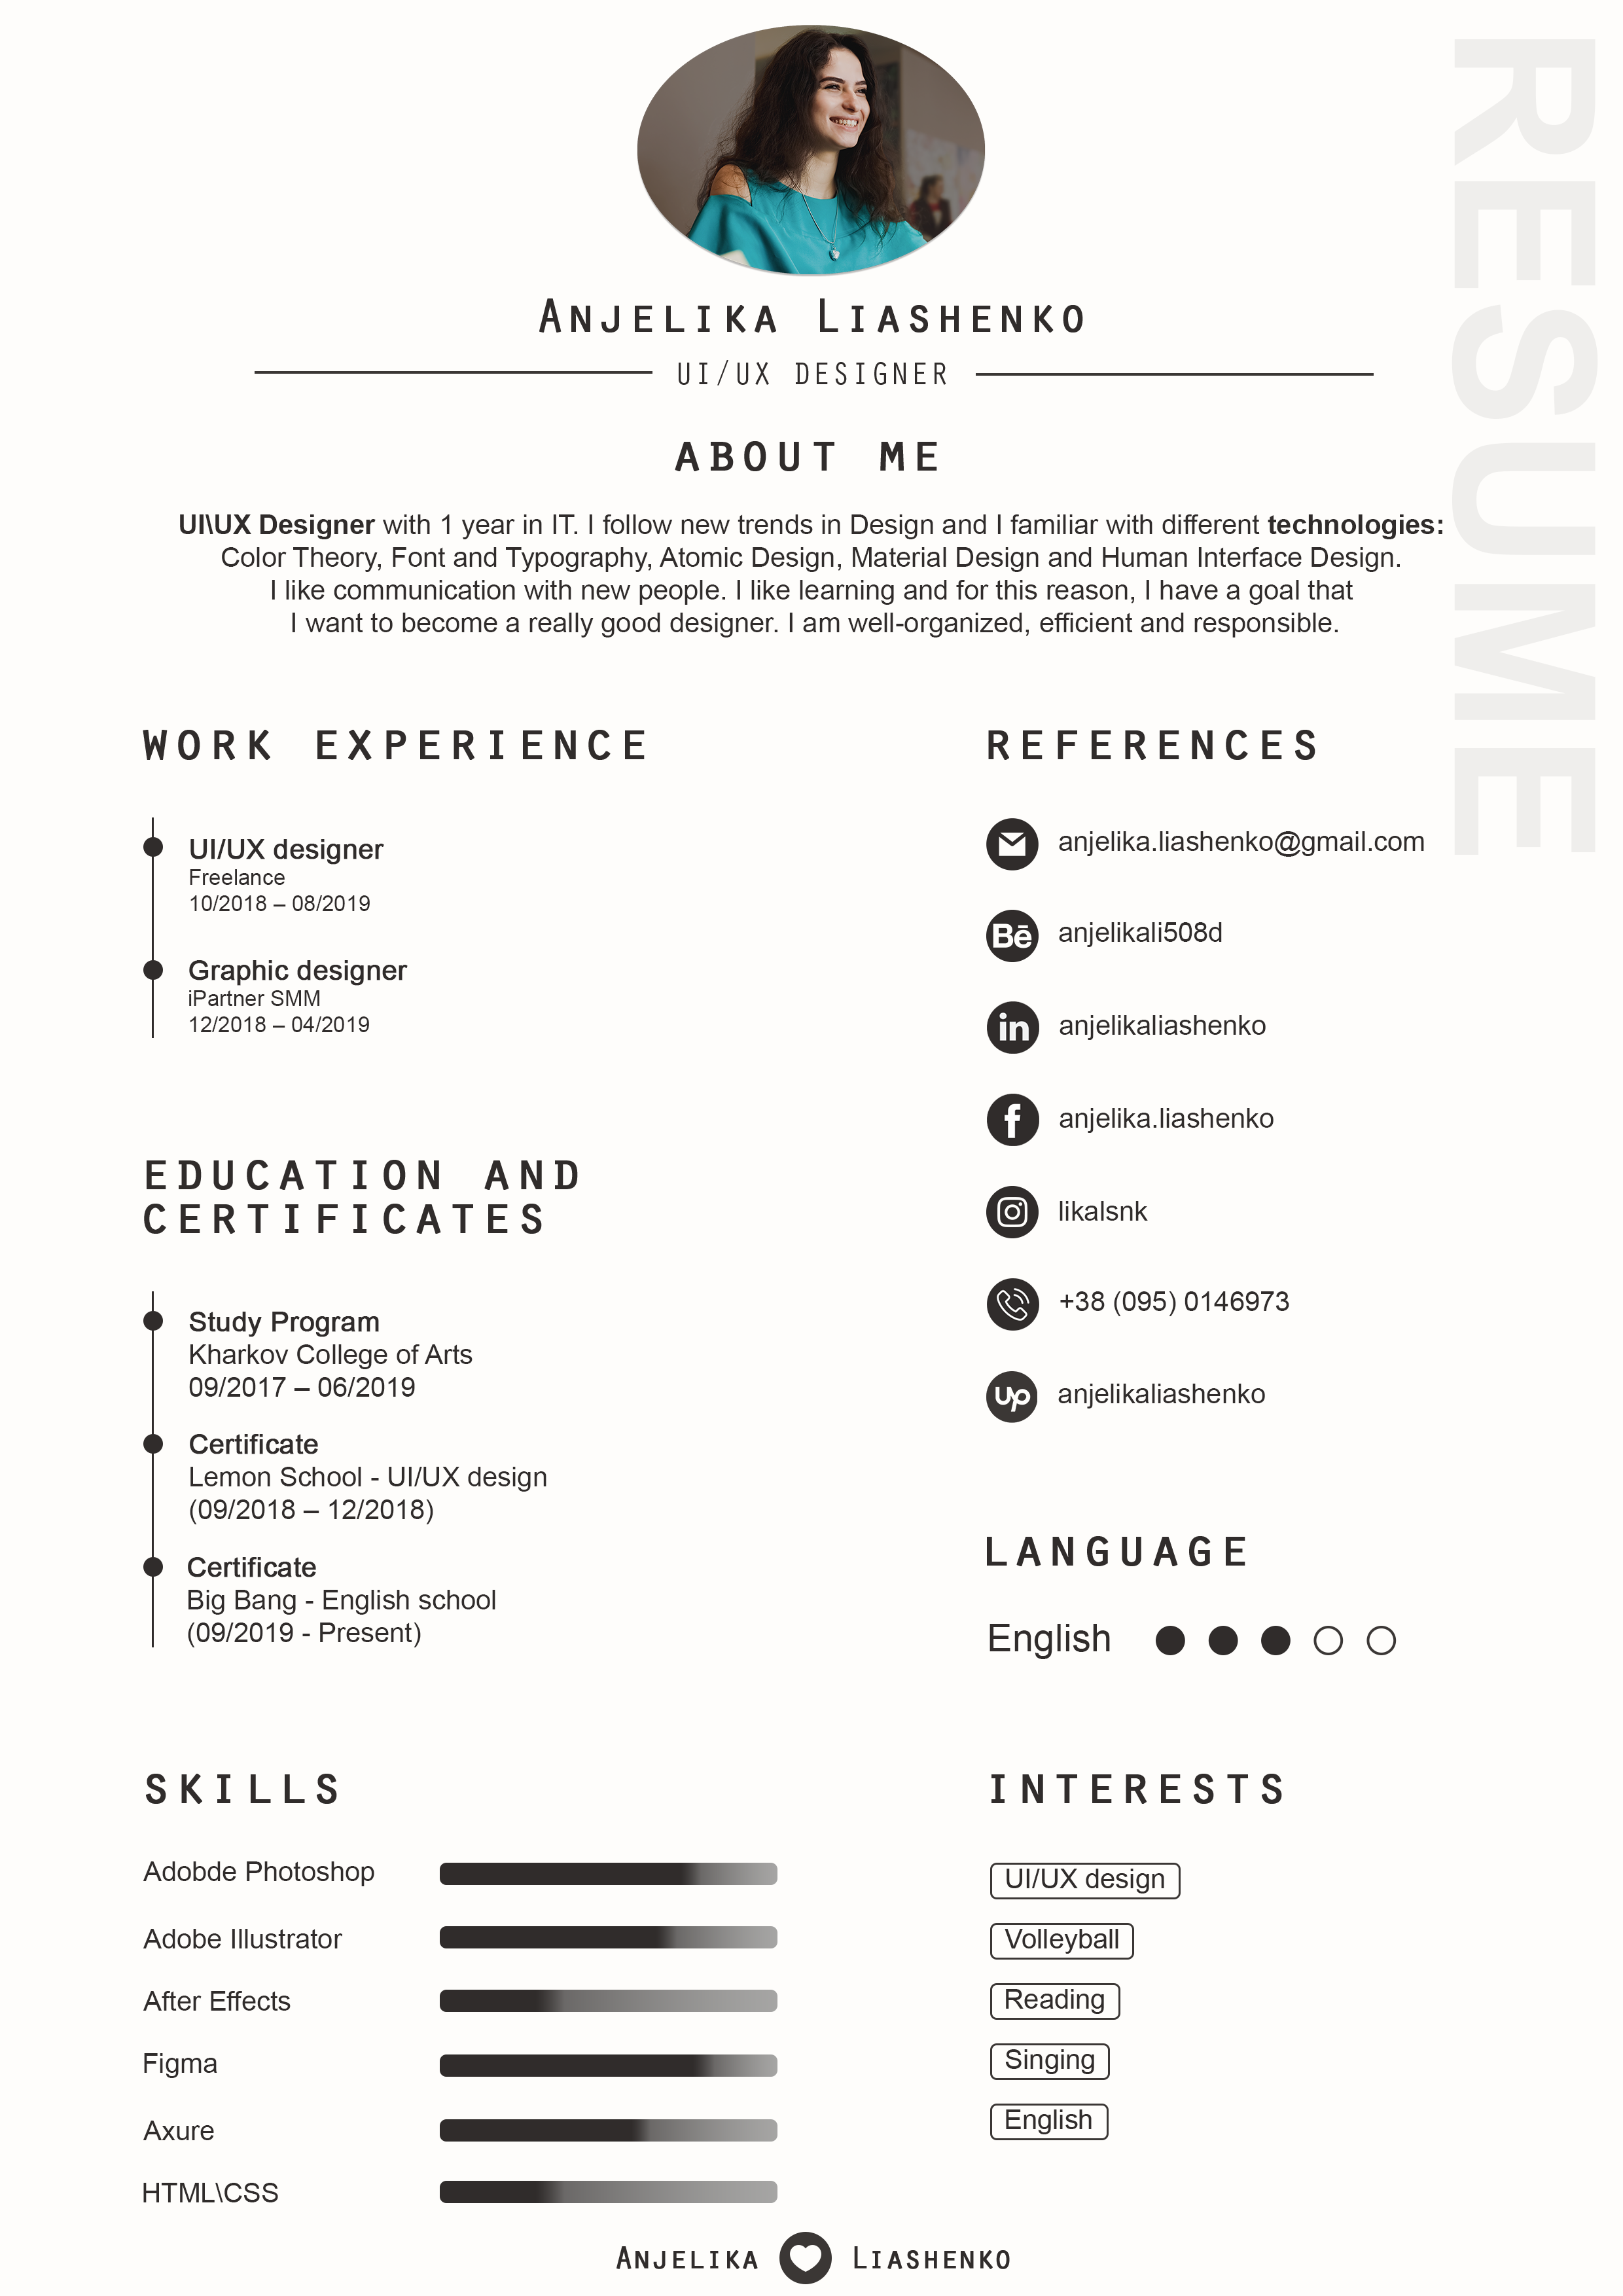 RESUME
ANJELIKA LIASHENKO
UI/UX DESIGNER
ABOUT ME
UI\UX Designer with 1 year in IT. I follow new trends in Design and I familiar with different technologies:
Color Theory, Font and Typography, Atomic Design, Material Design and Human Interface Design.
I like communication with new people. I like learning and for this reason, I have a goal that
I want to become a really good designer. I am well-organized, efficient and responsible.
WORK EXPERIENCE
UI/UX designer
Freelance
10/2018 – 08/2019
Graphic designer
iPartner SMM
12/2018 – 04/2019
EDUCATION AND
CERTIFICATES
Study Program
Kharkov College of Arts
09/2017 – 06/2019
Certificate
Lemon School - UI/UX design
(09/2018 – 12/2018)
Certificate
Big Bang - English school
(09/2019 - Present)
SKILLS
Adobde Photoshop
Adobe Illustrator
After Effects
Figma
Axure
HTML\CSS
REFERENCES
anjelika.liashenko@gmail.com
Bē anjelikali508d
in anjelikaliashenko
f anjelika.liashenko
likalsnk
+38 (095) 0146973
up anjelikaliashenko
LANGUAGE
English
INTERESTS
UI/UX design
Volleyball
Reading
Singing
English
ANJELIKA LIASHENKO